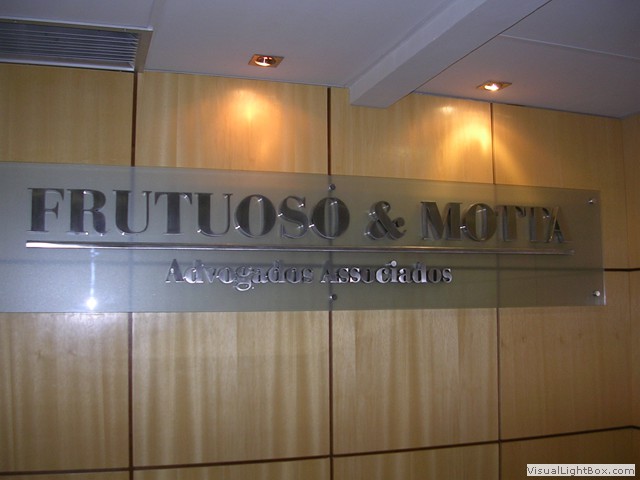 FRUTUOSO & MOTTA
Advogados Associados
VisualLightBox.com